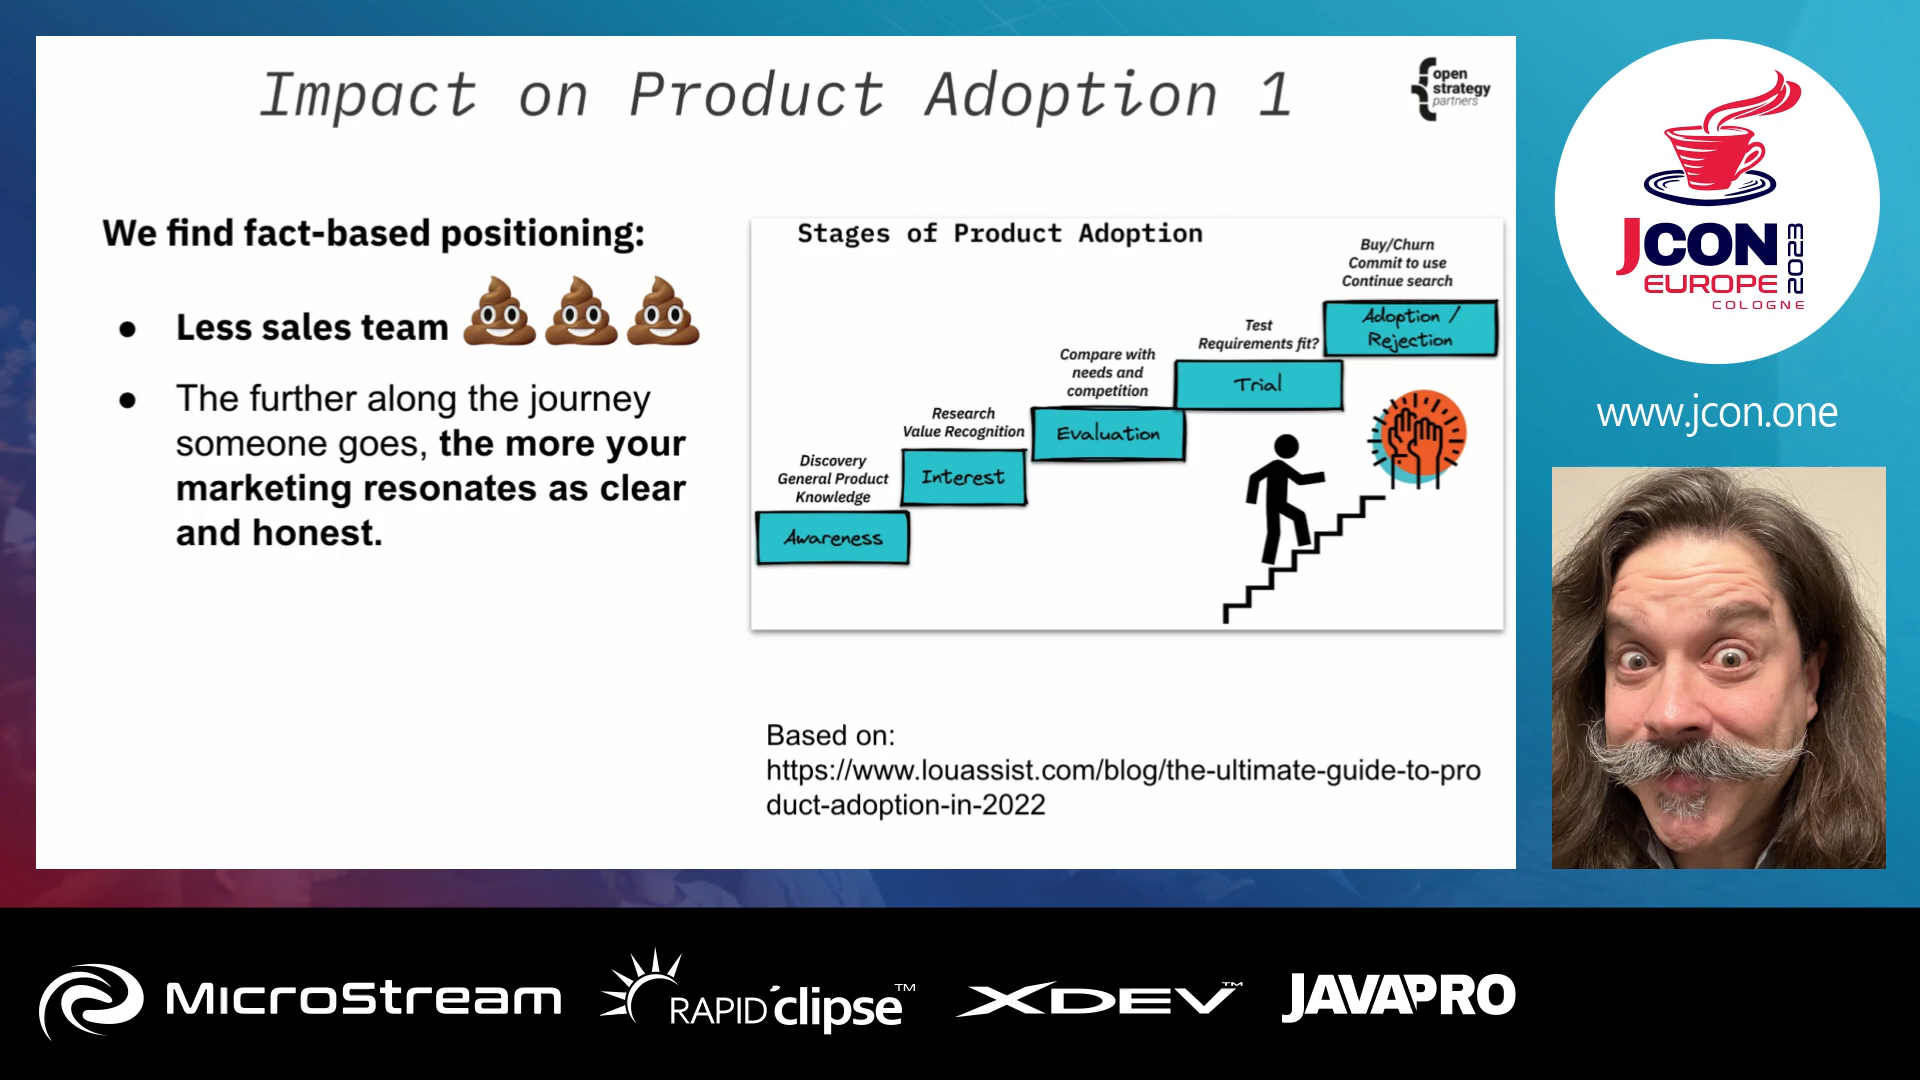 Impact on Product Adoption 1
open
strategy
partners
We find fact-based positioning:
● Less sales team 💩💩💩
● The further along the journey
someone goes, the more your
marketing resonates as clear
and honest.
Stages of Product Adoption
Buy/Churn
Commit to use
Continue search
Adoption /
Rejection
Test
Requirements fit?
Trial
Compare with
needs and
competition
Evaluation
Research
Value Recognition
Interest
Discovery
General Product
Knowledge
Awareness
Based on:
https://www.louassist.com/blog/the-ultimate-guide-to-pro
duct-adoption-in-2022
JCON
EUROPE
COLOGNE
2023
www.jcon.one
MicroStream
RAPID'clipse™
XDEV™
JAVAPRO